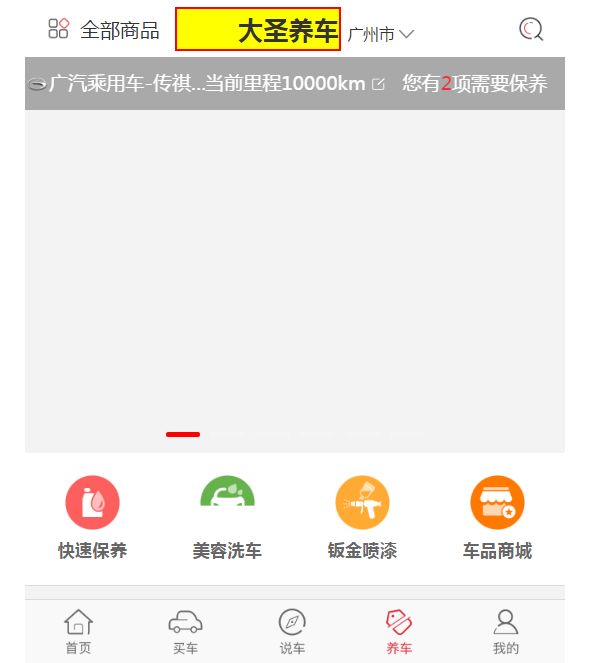 全部商品 大圣养车 广州市
广汽乘用车-传祺...当前里程10000km 您有2项需要保养
快速保养 美容洗车 钣金喷漆 车品商城
首页 买车 说车 养车 我的